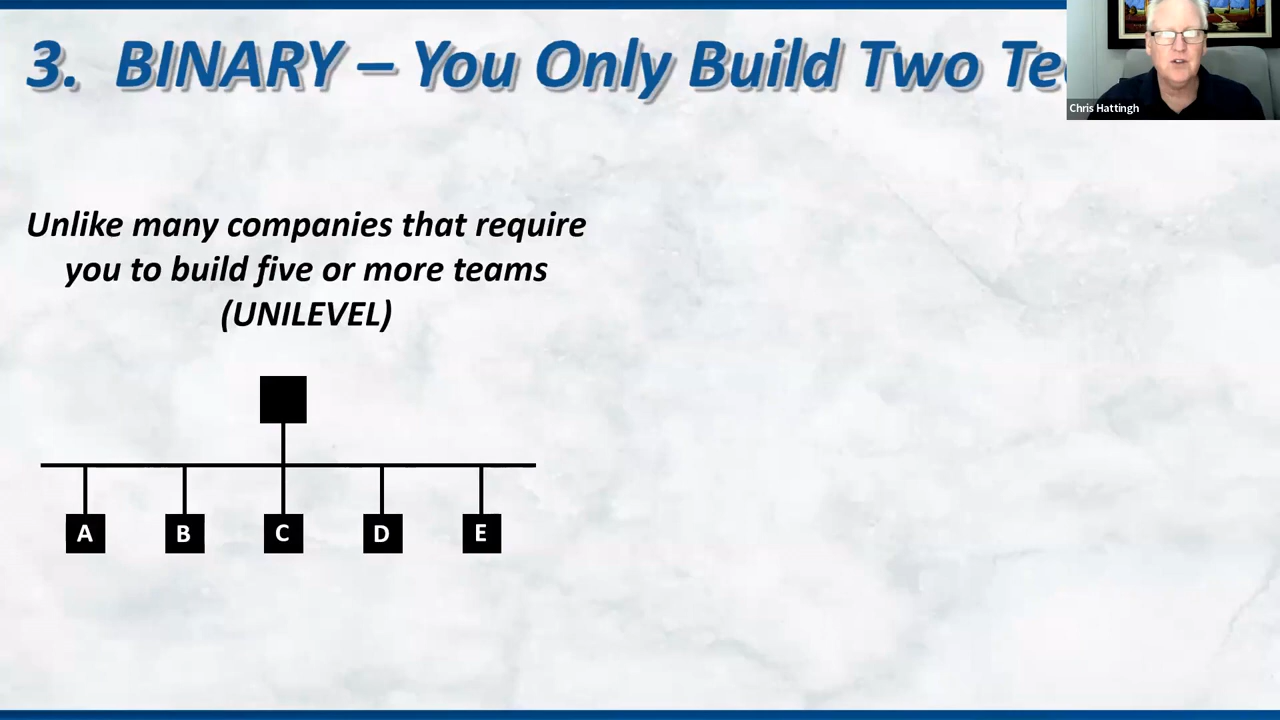 3. BINARY – You Only Build Two
Chris Hattingh
Unlike many companies that require
you to build five or more teams
(UNILEVEL)
A B C D E